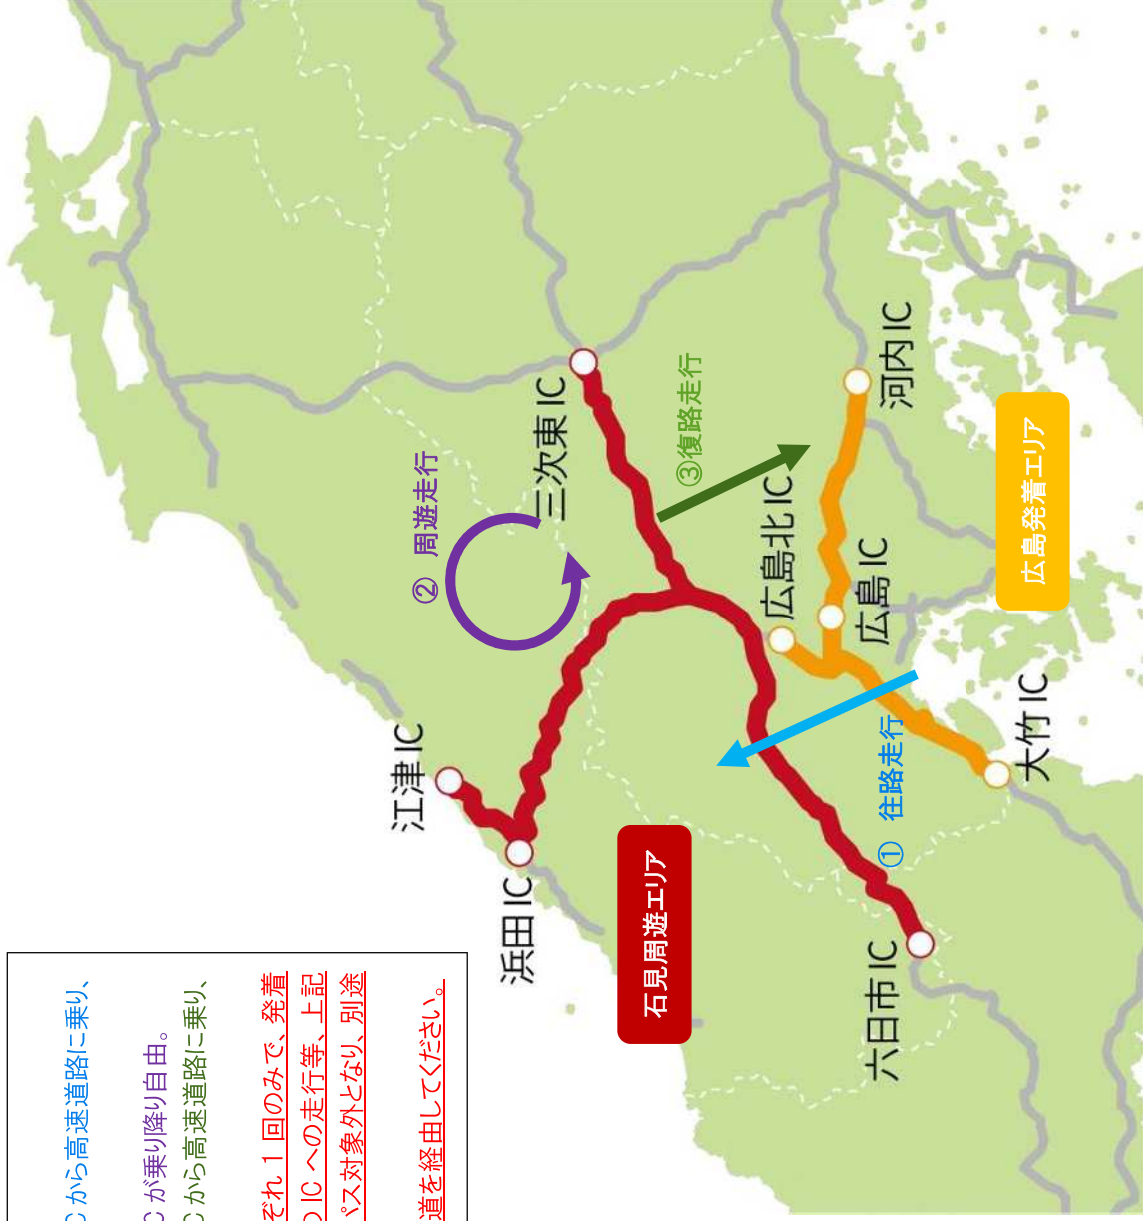 Cから高速道路に乗り、
Cが乗り降り自由。
Cから高速道路に乗り、
ぞれ1回のみで、発着
ICへの走行等、上記
パス対象外となり、別途
道を経由してください。
江津IC
浜田IC
② 周遊走行
三次東IC
③復路走行
石見周遊エリア
広島北IC
河内IC
広島IC
① 往路走行
六日市IC
大竹IC
広島発着エリア